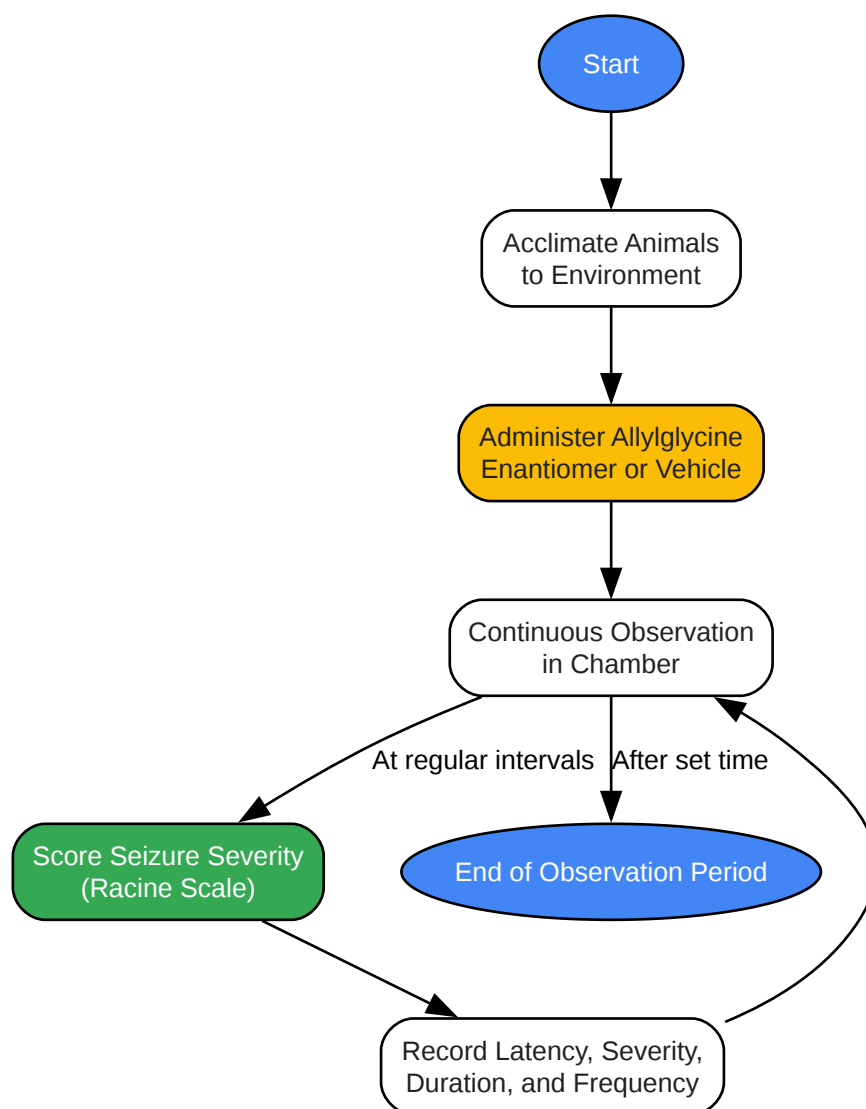 Start
Acclimate Animals
to Environment
Administer Allylglycine
Enantiomer or Vehicle
Continuous Observation
in Chamber
At regular intervals
After set time
Score Seizure Severity
(Racine Scale)
End of Observation Period
Record Latency, Severity,
Duration, and Frequency